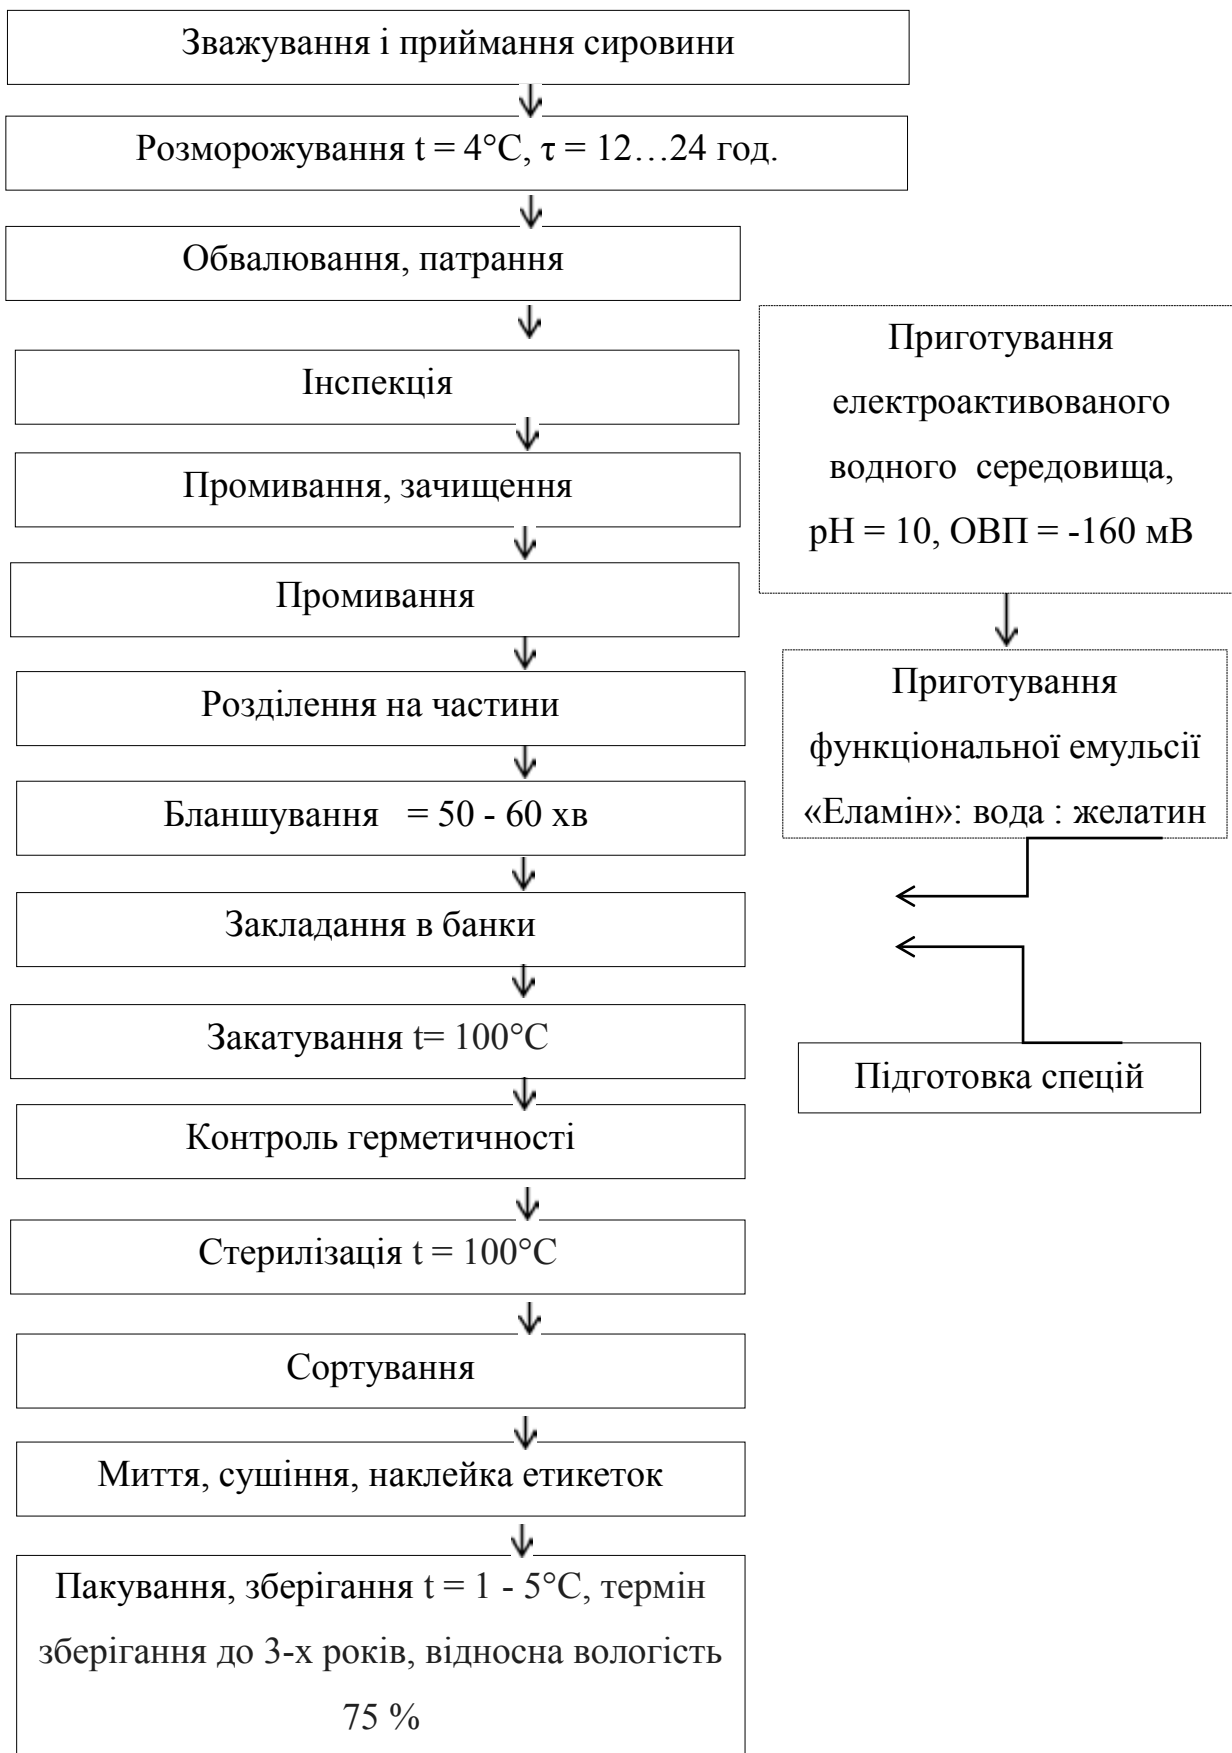 Зважування і приймання сировини
Розморожування t = 4°C, τ = 12…24 год.
Обвалювання, патрання
Інспекція
Промивання, зачищення
Промивання
Розділення на частини
Бланшування = 50 - 60 хв
Закладання в банки
Закатування t= 100°C
Контроль герметичності
Стерилізація t = 100°C
Сортування
Миття, сушіння, наклейка етикеток
Пакування, зберігання t = 1 - 5°C, термін
зберігання до 3-х років, відносна вологість
75 %
Приготування
електроактивованого
водного середовища,
pH = 10, ОВП = -160 мВ
Приготування
функціональної емульсії
«Еламін»: вода : желатин
Підготовка спецій